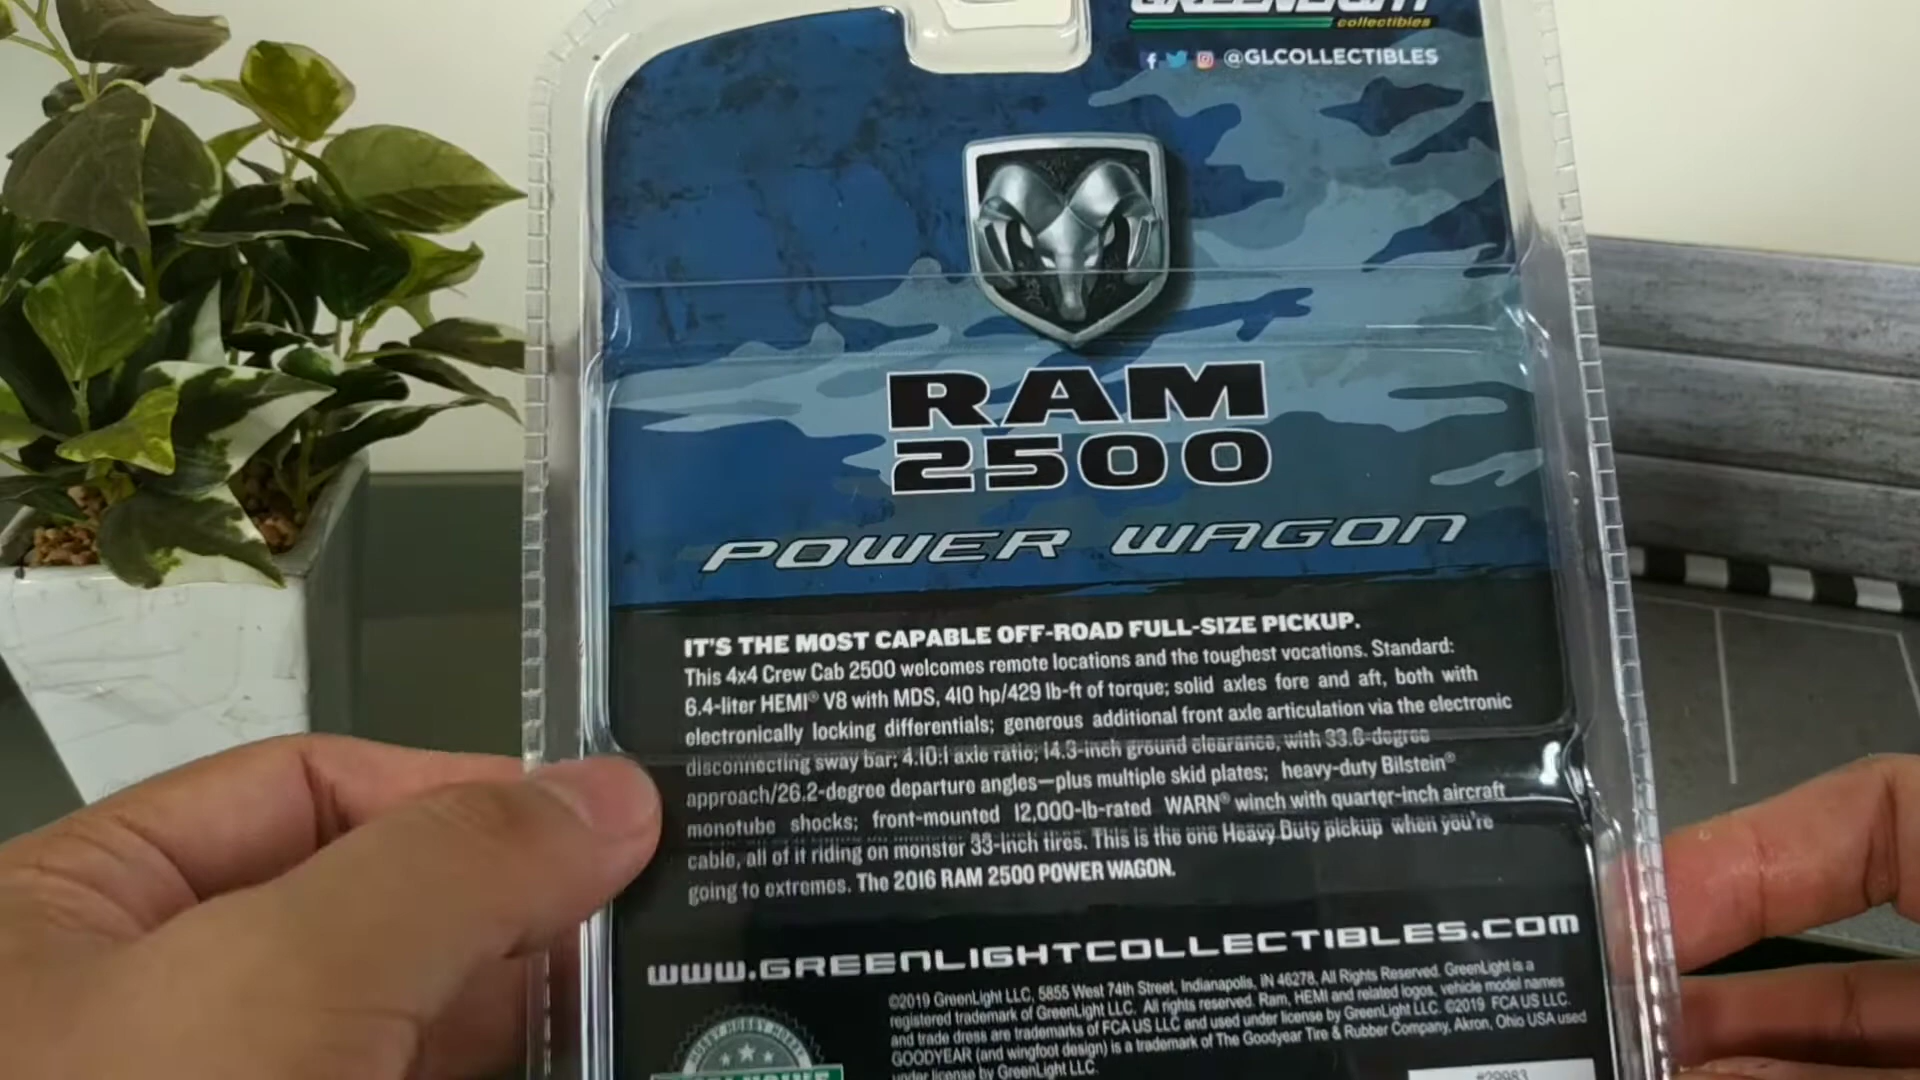 GREENLIGHT
collectibles
@GLCOLLECTIBLES
RAM
2500
POWER WAGON
IT'S THE MOST CAPABLE OFF-ROAD FULL-SIZE PICKUP.
This 4x4 Crew Cab 2500 welcomes remote locations and the toughest vocations. Standard:
6.4-liter HEMI® V8 with MDS, 410 hp/429 lb-ft of torque; solid axles fore and aft, both with
electronically locking differentials; generous additional front axle articulation via the electronic
disconnecting sway bar; 4.10:1 axle ratio; 14.3-inch ground clearance, with 33.6-degree
approach/26.2-degree departure angles—plus multiple skid plates; heavy-duty Bilstein®
monotube shocks; front-mounted 12,000-lb-rated WARN® winch with quarter-inch aircraft
cable, all of it riding on monster 33-inch tires. This is the one Heavy Duty pickup when you're
going to extremes. The 2016 RAM 2500 POWER WAGON.
WWW.GREENLIGHTCOLLECTIBLES.COM
©2019 GreenLight LLC, 5855 West 74th Street, Indianapolis, IN 46278, All Rights Reserved. GreenLight is a
registered trademark of GreenLight LLC. All rights reserved. Ram, HEMI and related logos, vehicle model names
and trade dress are trademarks of FCA US LLC and used under license by GreenLight LLC. ©2019 FCA US LLC.
GOODYEAR (and wingfoot design) is a trademark of The Goodyear Tire & Rubber Company, Akron, Ohio USA used
under license by GreenLight LLC.
#29983